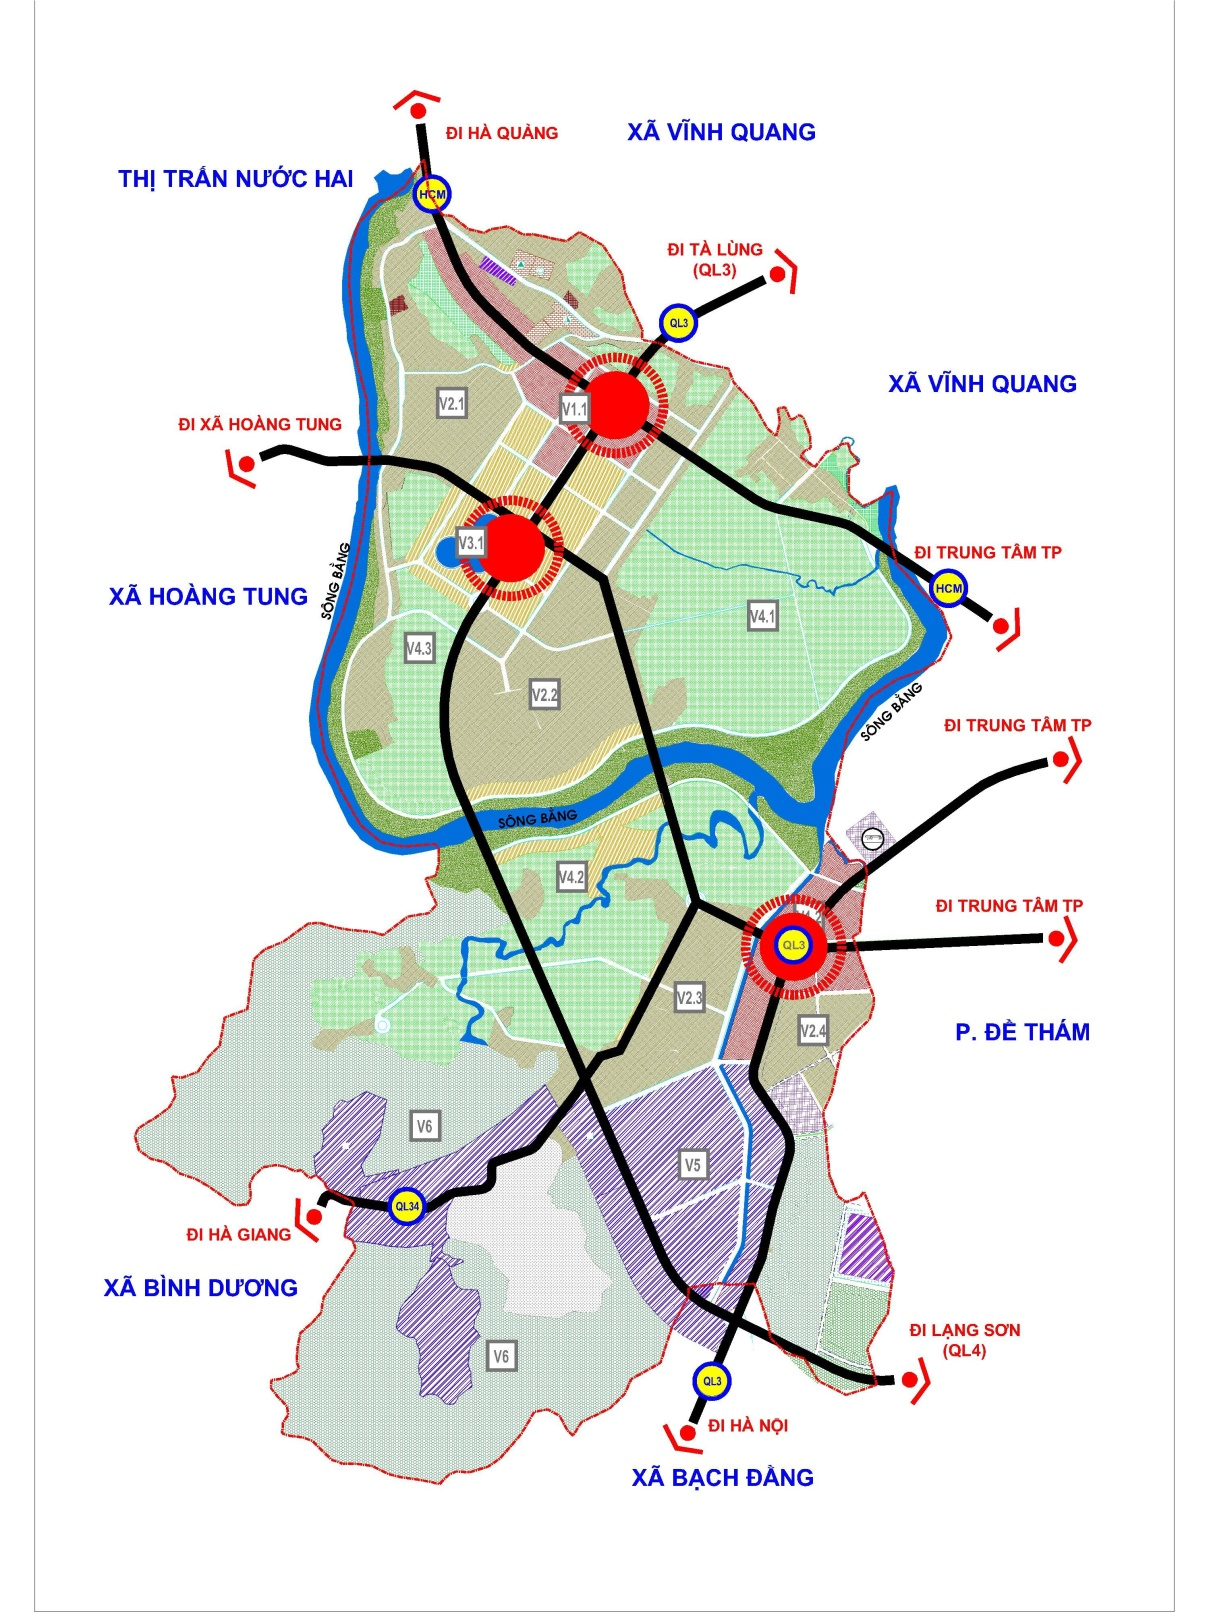 ĐI HÀ QUẢNG
XÃ VĨNH QUANG
THỊ TRẤN NƯỚC HAI
HCM
ĐI TÀ LÙNG
(QL3)
QL3
XÃ VĨNH QUANG
V2.1
V1.1
ĐI XÃ HOÀNG TUNG
V3.1
ĐI TRUNG TÂM TP
HCM
SÔNG BẰNG
XÃ HOÀNG TUNG
V4.1
V4.3
V2.2
SÔNG BẰNG
ĐI TRUNG TÂM TP
SÔNG BẰNG
V4.2
ĐI TRUNG TÂM TP
QL3
V2.3
V2.4
P. ĐỀ THÁM
V6
V5
QL34
ĐI HÀ GIANG
XÃ BÌNH DƯƠNG
V6
ĐI LẠNG SƠN
(QL4)
QL3
ĐI HÀ NỘI
XÃ BẠCH ĐẰNG